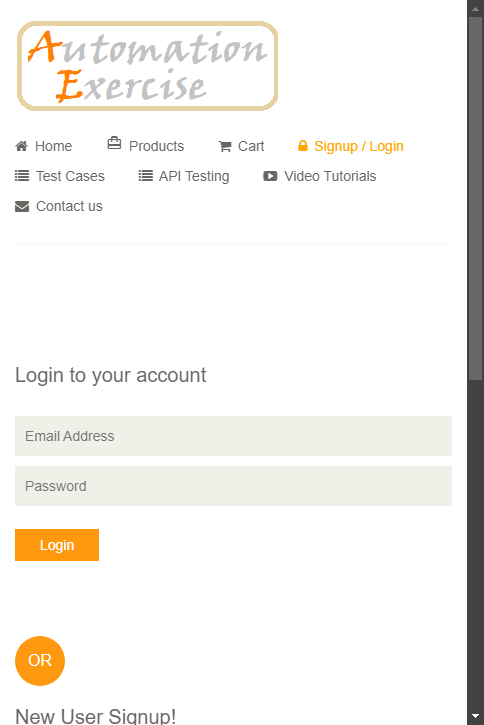 Automation
Exercise
Home Products Cart Signup / Login
Test Cases API Testing Video Tutorials
Contact us
Login to your account
Email Address
Password
Login
OR
New User Signup!